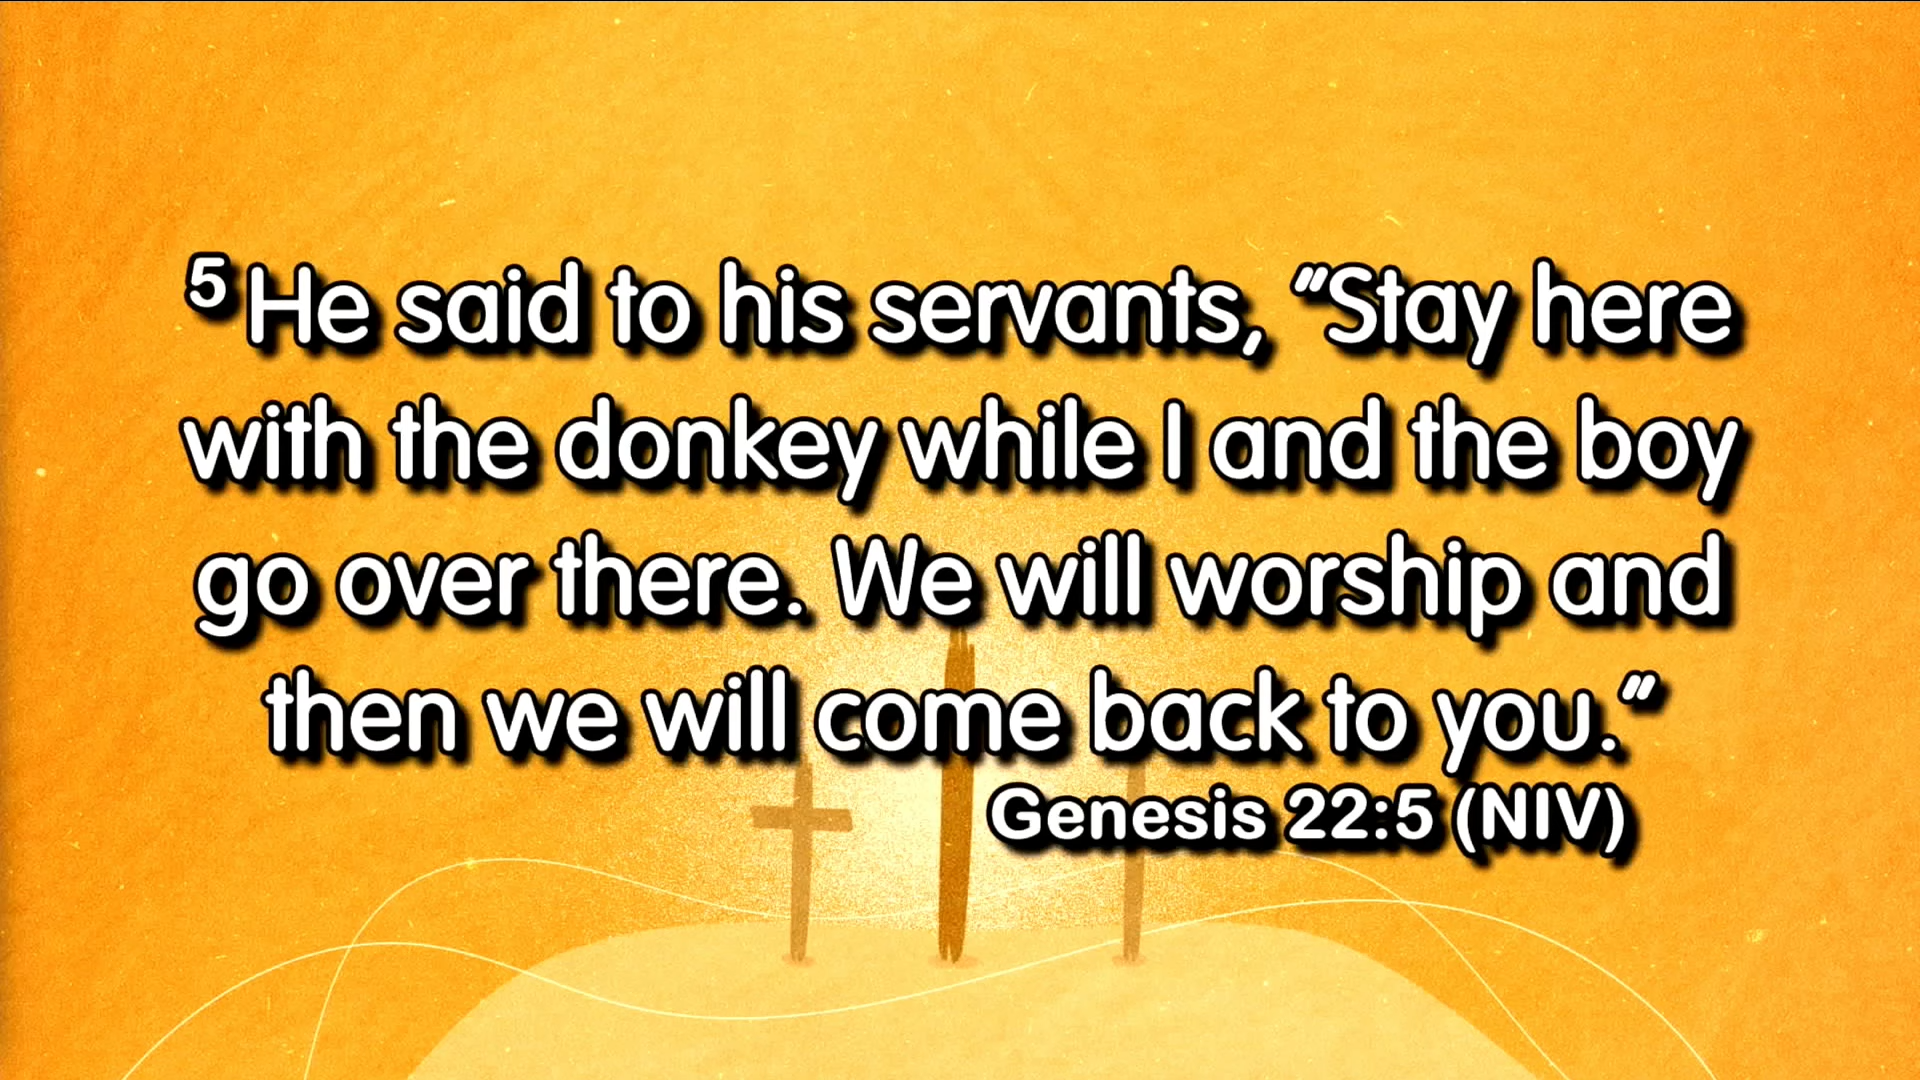 5 He said to his servants, “Stay here
with the donkey while I and the boy
go over there. We will worship and
then we will come back to you.”
Genesis 22:5 (NIV)